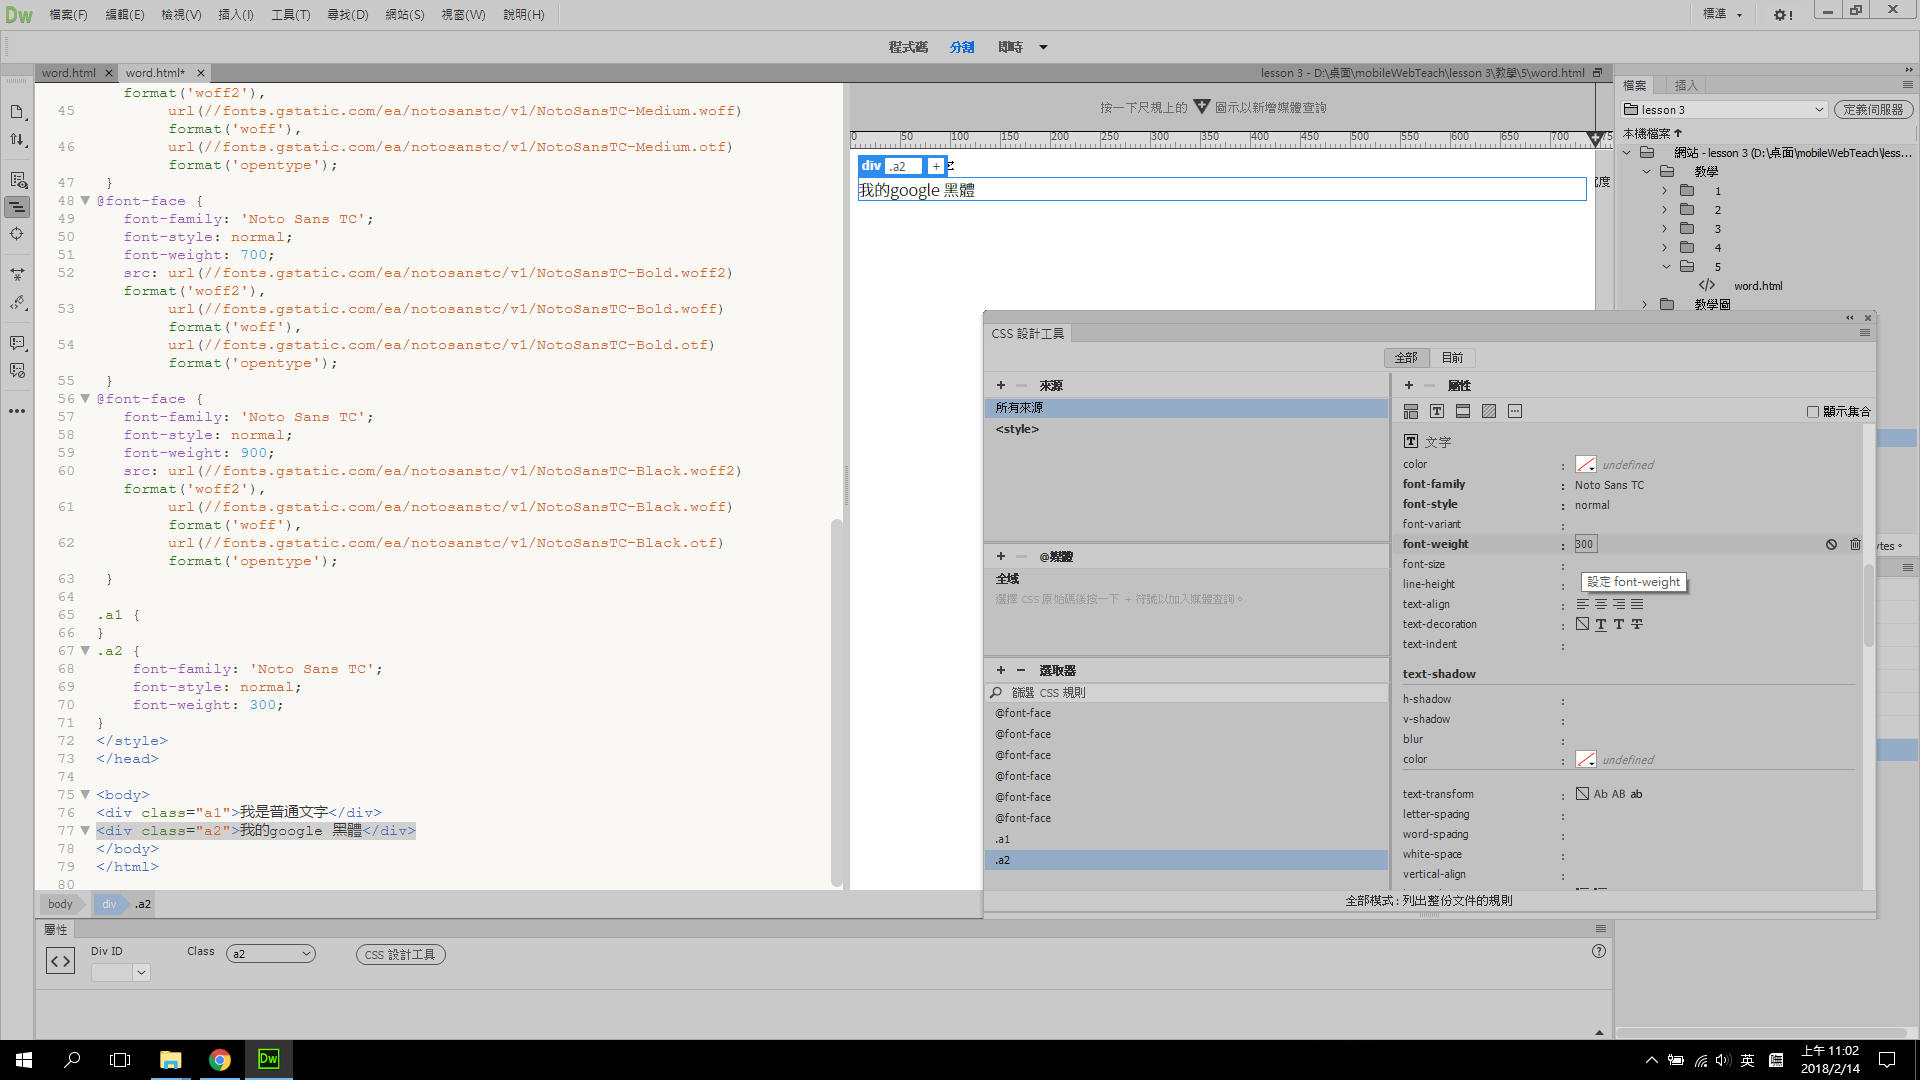 Dw 檔案(F) 編輯(E) 檢視(V) 插入(I) 工具(T) 尋找(D) 網站(S) 視窗(W) 說明(H) 標準
程式碼 分割 即時
word.html word.html* lesson 3 - D:\桌面\mobileWebTeach\lesson 3\教學\5\word.html
format('woff2'),
45 url(//fonts.gstatic.com/ea/notosanstc/v1/NotoSansTC-Medium.woff)
format('woff'),
46 url(//fonts.gstatic.com/ea/notosanstc/v1/NotoSansTC-Medium.otf)
format('opentype');
47 }
48 @font-face {
49 font-family: 'Noto Sans TC';
50 font-style: normal;
51 font-weight: 700;
52 src: url(//fonts.gstatic.com/ea/notosanstc/v1/NotoSansTC-Bold.woff2)
format('woff2'),
53 url(//fonts.gstatic.com/ea/notosanstc/v1/NotoSansTC-Bold.woff)
format('woff'),
54 url(//fonts.gstatic.com/ea/notosanstc/v1/NotoSansTC-Bold.otf)
format('opentype');
55 }
56 @font-face {
57 font-family: 'Noto Sans TC';
58 font-style: normal;
59 font-weight: 900;
60 src: url(//fonts.gstatic.com/ea/notosanstc/v1/NotoSansTC-Black.woff2)
format('woff2'),
61 url(//fonts.gstatic.com/ea/notosanstc/v1/NotoSansTC-Black.woff)
format('woff'),
62 url(//fonts.gstatic.com/ea/notosanstc/v1/NotoSansTC-Black.otf)
format('opentype');
63 }
64
65 .a1 {
66 }
67 .a2 {
68 font-family: 'Noto Sans TC';
69 font-style: normal;
70 font-weight: 300;
71 }
72 </style>
73 </head>
74
75 <body>
76 <div class="a1">我是普通文字</div>
77 <div class="a2">我的google 黑體</div>
78 </body>
79 </html>
80
body div .a2
屬性
Div ID Class a2 CSS 設計工具
按一下尺規上的 圖示以新增媒體查詢
0 50 100 150 200 250 300 350 400 450 500 550 600 650 700 75
div .a2 +
我的google 黑體
度
CSS 設計工具
全部 目前
+ − 來源
所有來源
<style>
+ − @媒體
全域
選擇 CSS 原始碼後按一下 + 符號以加入媒體查詢。
+ − 選取器
篩選 CSS 規則
@font-face
@font-face
@font-face
@font-face
@font-face
@font-face
.a1
.a2
+ − 屬性
顯示集合
文字
color : undefined
font-family : Noto Sans TC
font-style : normal
font-variant :
font-weight : 300
font-size :
設定 font-weight
line-height :
text-align :
text-decoration :
text-indent :
text-shadow
h-shadow :
v-shadow :
blur :
color : undefined
text-transform : Ab AB ab
letter-spacing :
word-spacing :
white-space :
vertical-align :
全部模式 : 列出整份文件的規則
檔案 插入
lesson 3 定義伺服器
本機檔案
網站 - lesson 3 (D:\桌面\mobileWebTeach\less...
教學
1
2
3
4
5
word.html
教學圖
ytes
英
上午 11:02
2018/2/14